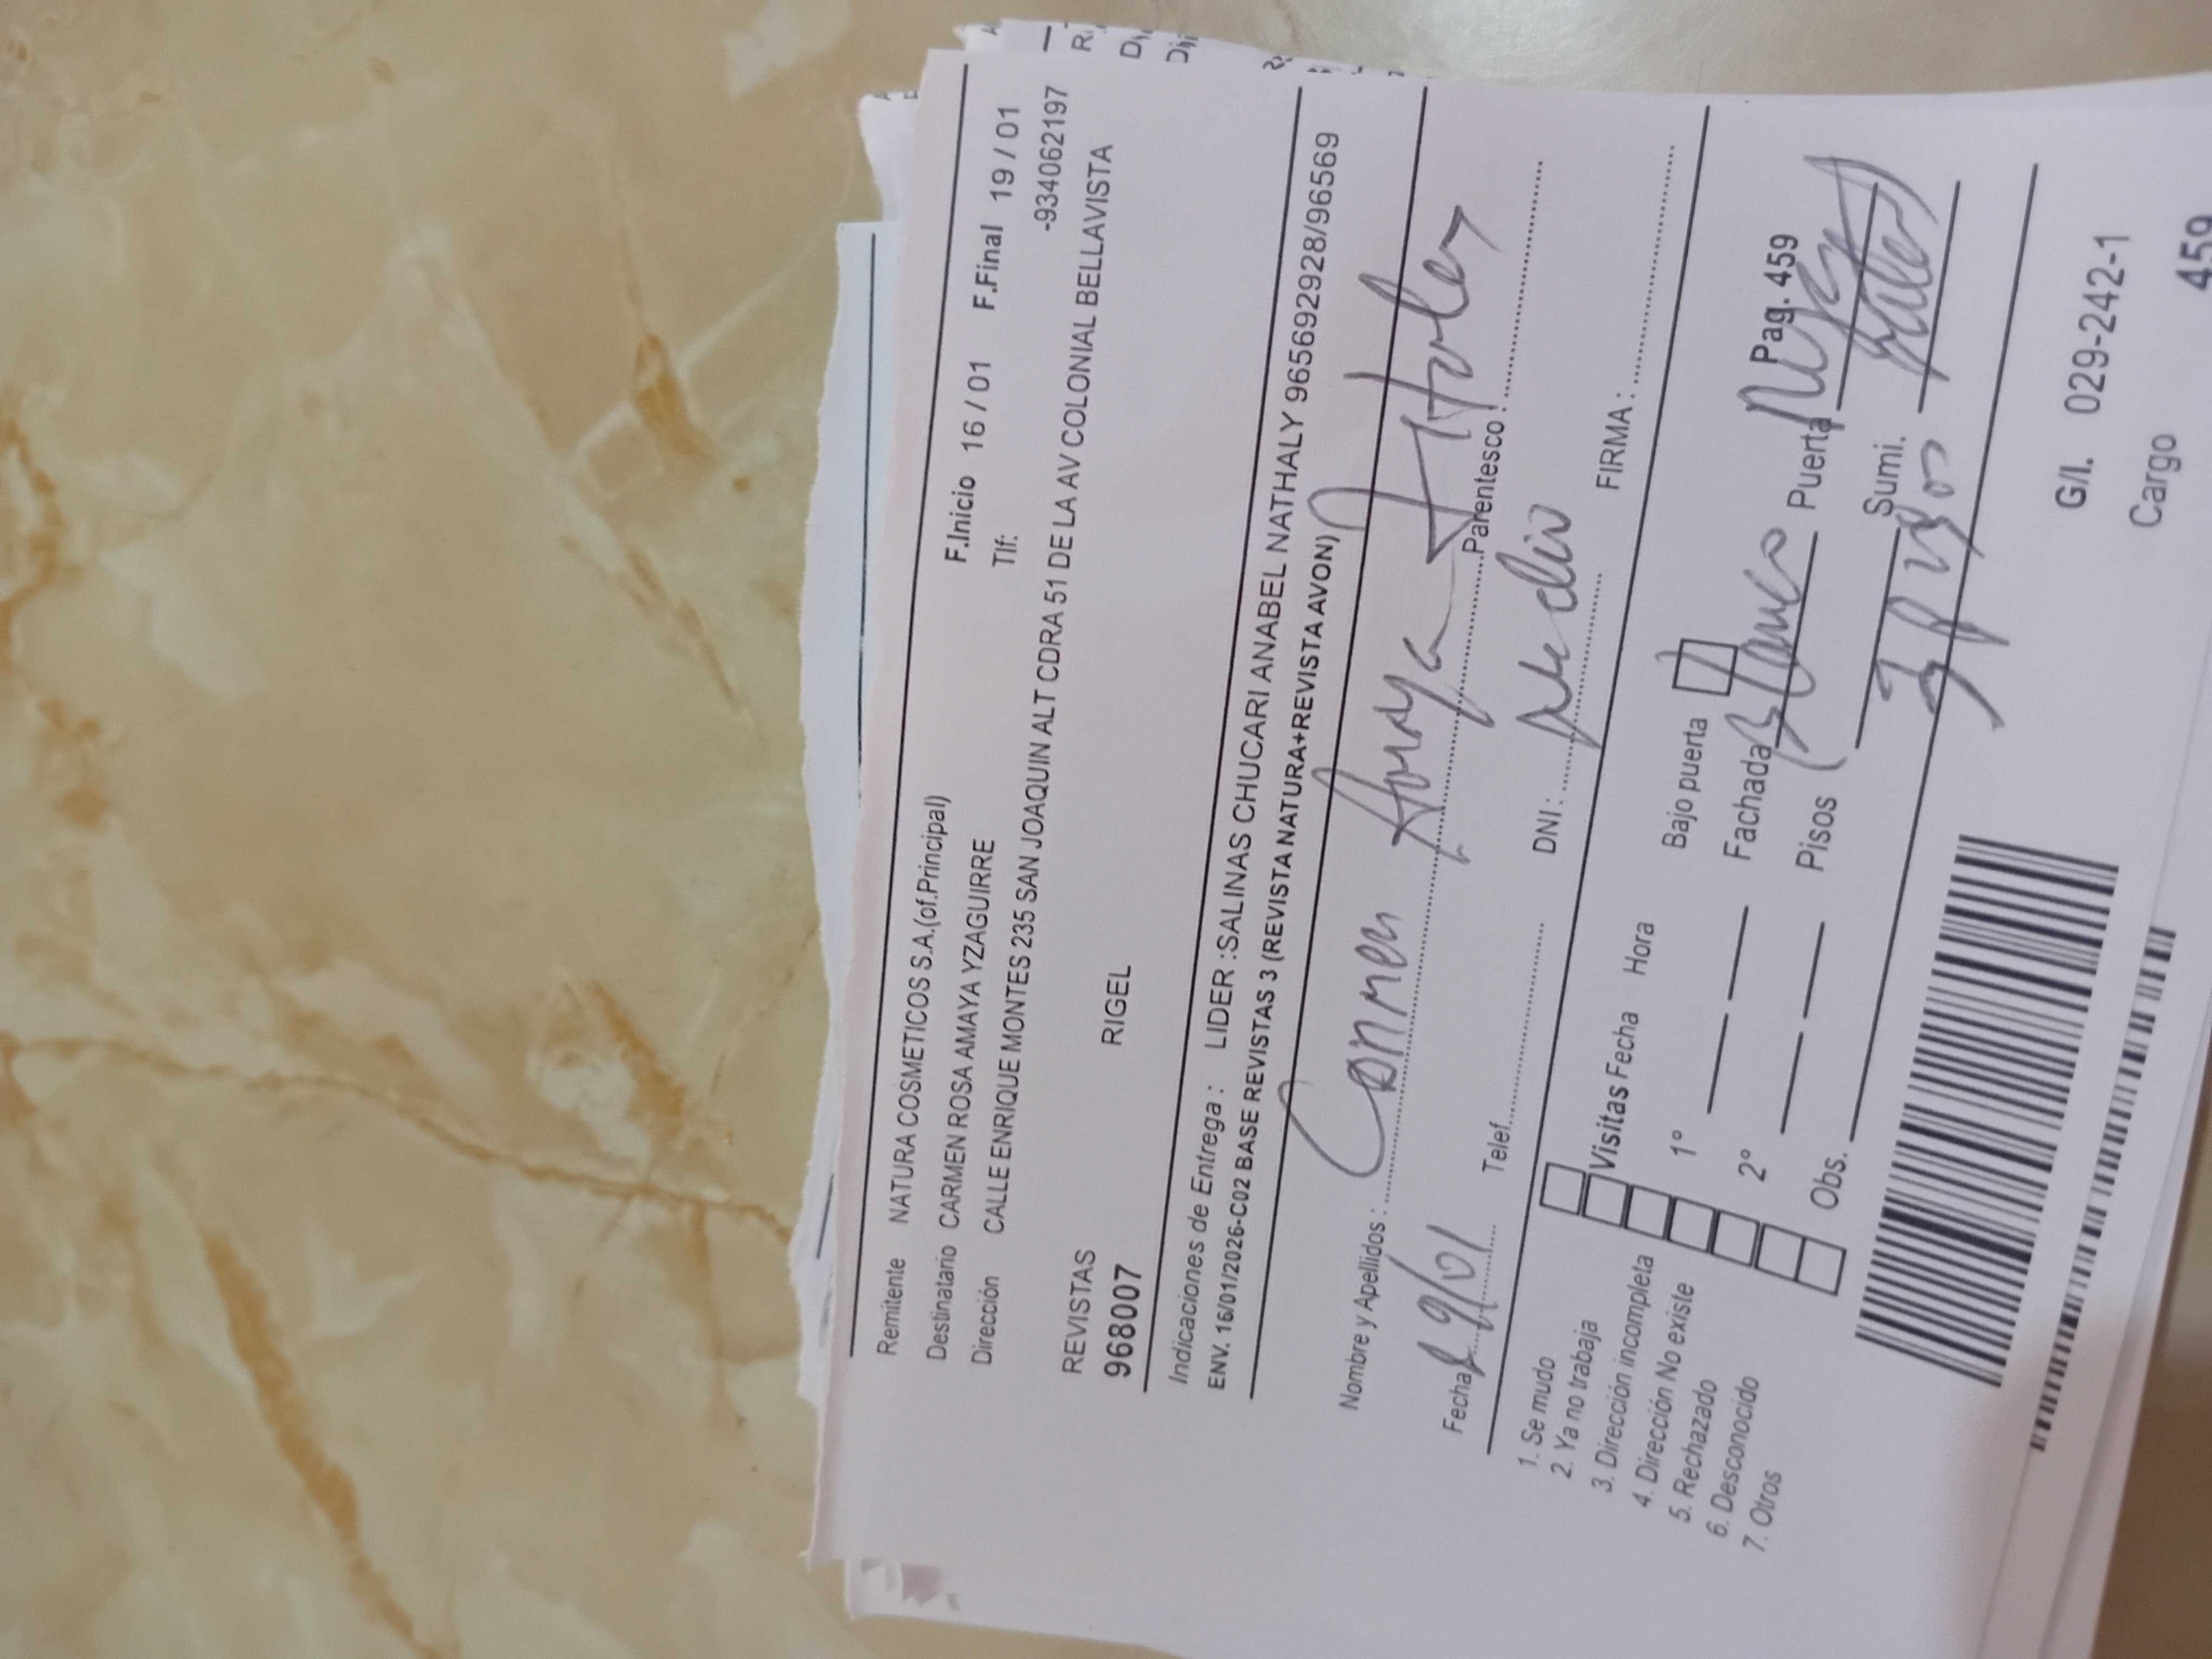 Remitente NATURA COSMETICOS S.A.(of.Principal) F.Inicio 16 / 01 F.Final 19 / 01
Destinatario CARMEN ROSA AMAYA YZAGUIRRE Tlf: -934062197
Dirección CALLE ENRIQUE MONTES 235 SAN JOAQUIN ALT CDRA 51 DE LA AV COLONIAL BELLAVISTA
REVISTAS
968007 RIGEL
Indicaciones de Entrega : LIDER :SALINAS CHUCARI ANABEL NATHALY 965692928/96569
ENV. 16/01/2026-C02 BASE REVISTAS 3 (REVISTA NATURA+REVISTA AVON)
Nombre y Apellidos : Carmen Amaya
Parentesco :
Fecha 19/01 Telef. DNI : FIRMA :
1. Se mudo
2. Ya no trabaja
3. Dirección incompleta
4. Dirección No existe
5. Rechazado
6. Desconocido
7. Otros
Visitas Fecha Hora
1º
2º
Obs.
Bajo puerta
Fachada Blanco Puerta
Pisos Sumi.
Pag. 459
G/I. 029-242-1
Cargo
459